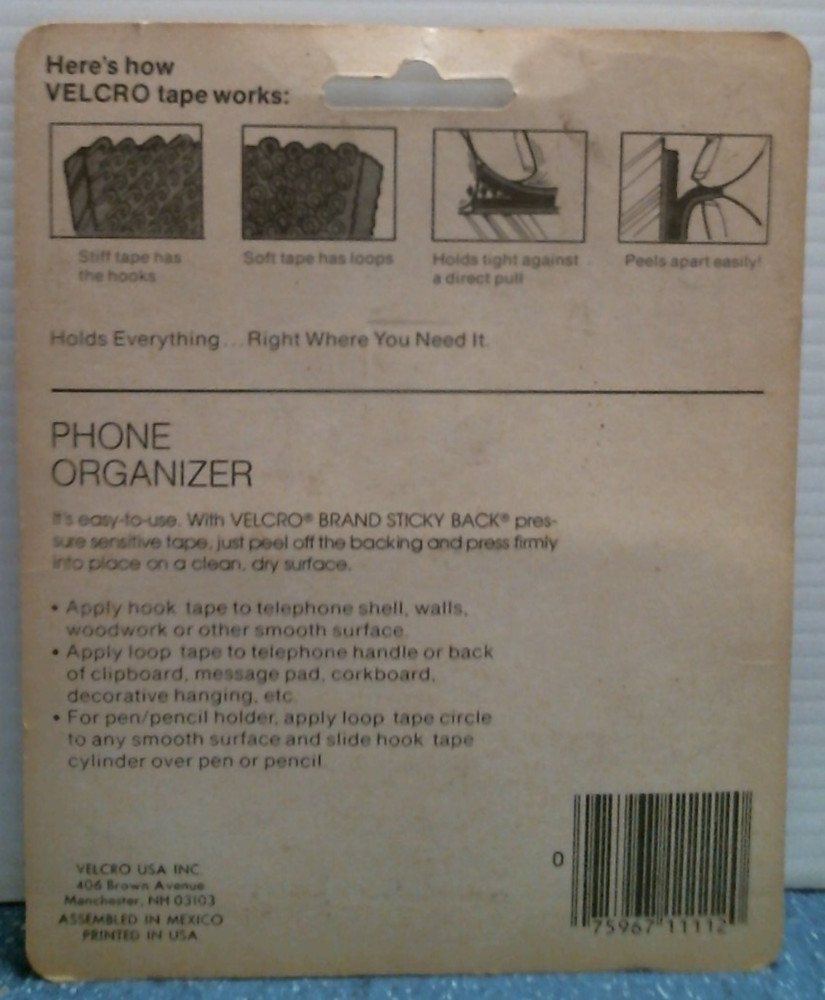 Here's how
VELCRO tape works:
Stiff tape has
the hooks
Soft tape has loops
Holds tight against
a direct pull
Peels apart easily!
Holds Everything...Right Where You Need It.
PHONE
ORGANIZER
It's easy-to-use. With VELCRO® BRAND STICKY BACK® pres-
sure sensitive tape, just peel off the backing and press firmly
into place on a clean, dry surface.
• Apply hook tape to telephone shell, walls,
woodwork or other smooth surface.
• Apply loop tape to telephone handle or back
of clipboard, message pad, corkboard,
decorative hanging, etc.
• For pen/pencil holder, apply loop tape circle
to any smooth surface and slide hook tape
cylinder over pen or pencil.
VELCRO USA INC.
406 Brown Avenue
Manchester, NH 03103
ASSEMBLED IN MEXICO
PRINTED IN USA
0 75967 11112